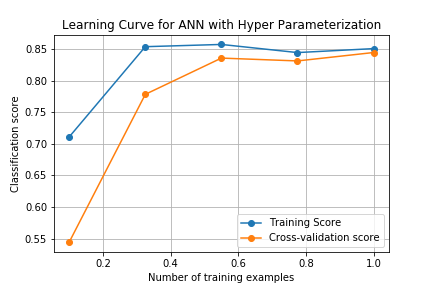 Learning Curve for ANN with Hyper Parameterization
Classification score
0.85
0.80
0.75
0.70
0.65
0.60
0.55
Training Score
Cross-validation score
0.2 0.4 0.6 0.8 1.0
Number of training examples